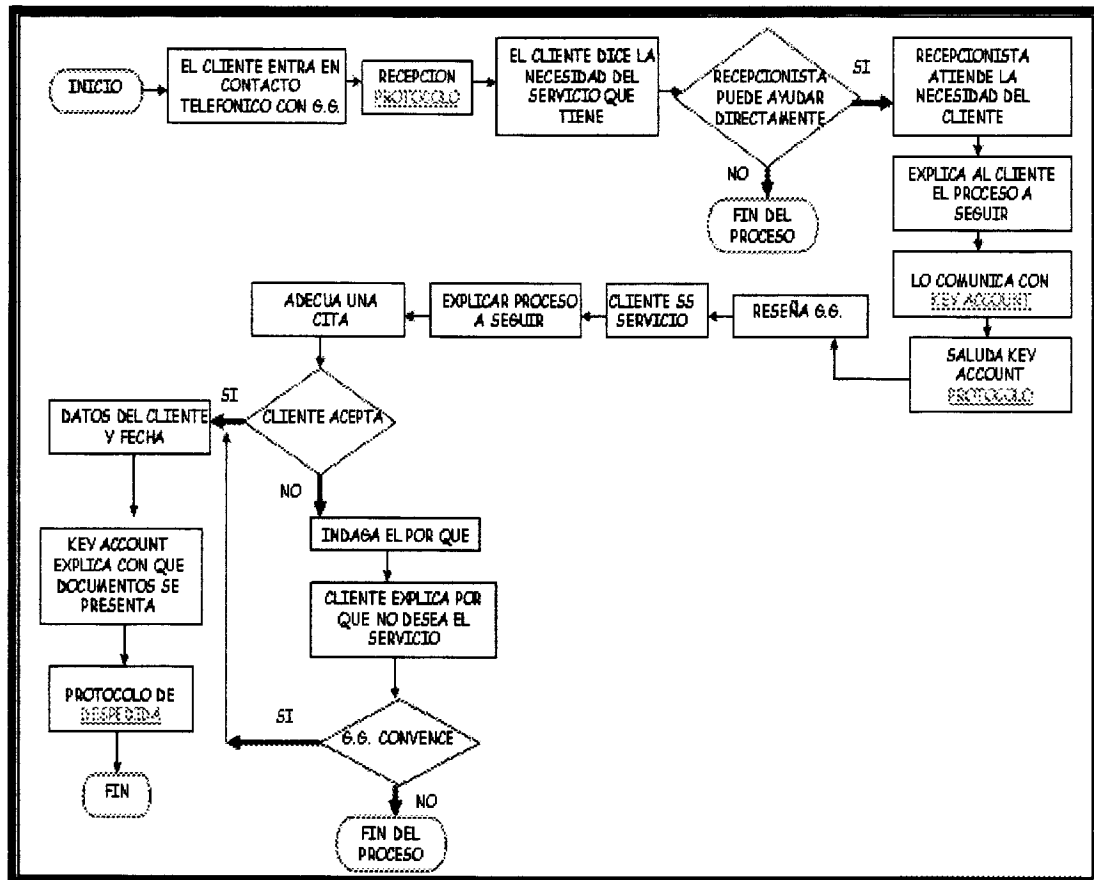 INICIO
EL CLIENTE ENTRA EN
CONTACTO
TELEFONICO CON G.G.
RECEPCION
PROTOCOLO
EL CLIENTE DICE LA
NECESIDAD DEL
SERVICIO QUE
TIENE
RECEPCIONISTA
PUEDE AYUDAR
DIRECTAMENTE
SI
RECEPCIONISTA
ATIENDE LA
NECESIDAD DEL
CLIENTE
NO
FIN DEL
PROCESO
EXPLICA AL CLIENTE
EL PROCESO A
SEGUIR
LO COMUNICA CON
KEY ACCOUNT
SALUDA KEY
ACCOUNT
PROTOCOLO
RESEÑA G.G.
CLIENTE SS
SERVICIO
EXPLICAR PROCESO
A SEGUIR
ADECUA UNA
CITA
CLIENTE ACEPTA
SI
DATOS DEL CLIENTE
Y FECHA
KEY ACCOUNT
EXPLICA CON QUE
DOCUMENTOS SE
PRESENTA
PROTOCOLO DE
DESPEDIDA
FIN
NO
INDAGA EL POR QUE
CLIENTE EXPLICA POR
QUE NO DESEA EL
SERVICIO
G.G. CONVENCE
SI
NO
FIN DEL
PROCESO